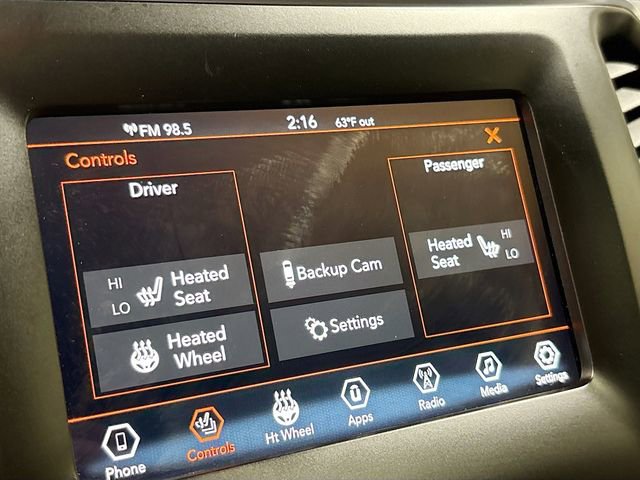 FM 98.5 2:16 63°F out
X
Controls
Driver
Passenger
HI
LO
Heated
Seat
Backup Cam
Heated
Seat
HI
LO
Heated
Wheel
Settings
Phone
Controls
Ht Wheel
Apps
Radio
Media
Settings